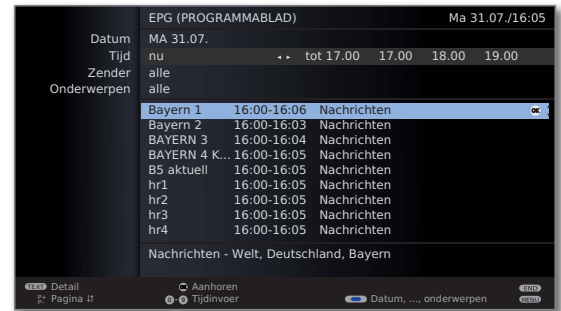 EPG (PROGRAMMABLAD) Ma 31.07./16:05
Datum MA 31.07.
Tijd nu tot 17.00 17.00 18.00 19.00
Zender alle
Onderwerpen alle
Bayern 1 16:00-16:06 Nachrichten OK
Bayern 2 16:00-16:03 Nachrichten
BAYERN 3 16:00-16:04 Nachrichten
BAYERN 4 K... 16:00-16:05 Nachrichten
B5 aktuell 16:00-16:05 Nachrichten
hr1 16:00-16:05 Nachrichten
hr2 16:00-16:05 Nachrichten
hr3 16:00-16:05 Nachrichten
hr4 16:00-16:05 Nachrichten
Nachrichten - Welt, Deutschland, Bayern
TEXT Detail OK Aanhoren END
P+ Pagina ↓↑ 0-9 Tijdinvoer Datum, ..., onderwerpen MENU